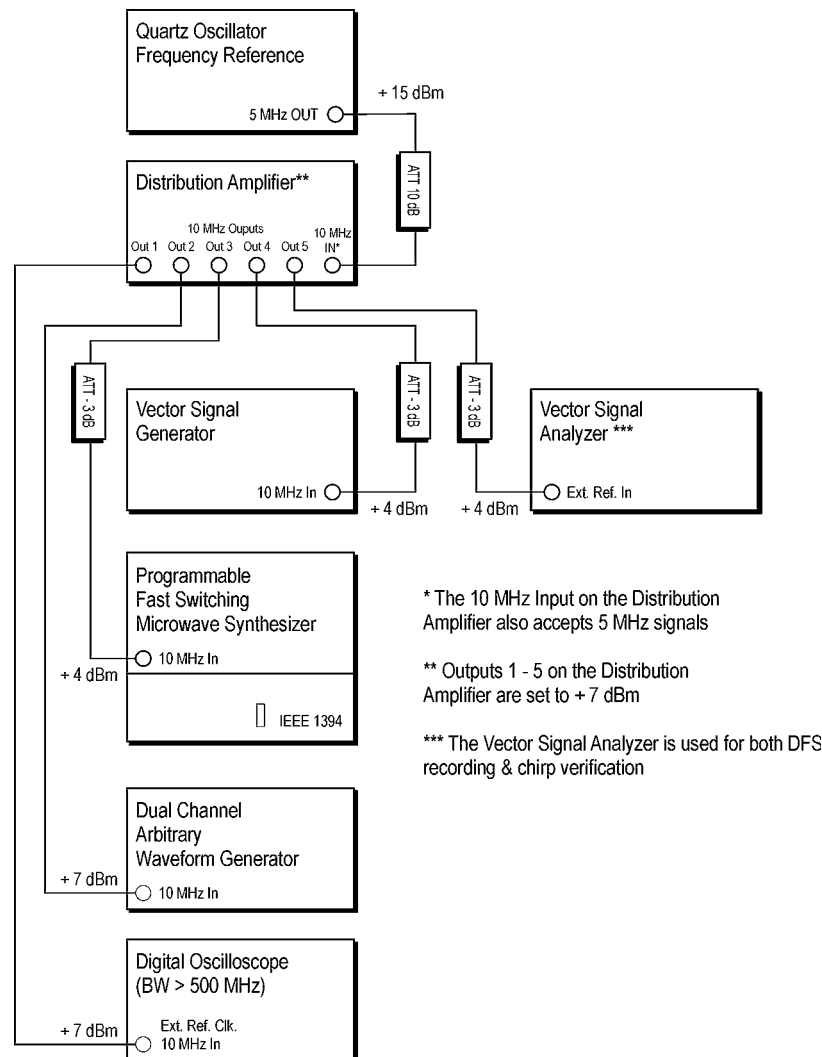 Quartz Oscillator
Frequency Reference
5 MHz OUT
+ 15 dBm
ATT 10 dB
Distribution Amplifier**
10 MHz Ouputs
10 MHz
IN*
Out 1 Out 2 Out 3 Out 4 Out 5
ATT - 3 dB
ATT - 3 dB
ATT - 3 dB
Vector Signal
Generator
10 MHz In
+ 4 dBm
Vector Signal
Analyzer ***
Ext. Ref. In
+ 4 dBm
Programmable
Fast Switching
Microwave Synthesizer
10 MHz In
+ 4 dBm
IEEE 1394
* The 10 MHz Input on the Distribution
Amplifier also accepts 5 MHz signals
** Outputs 1 - 5 on the Distribution
Amplifier are set to + 7 dBm
*** The Vector Signal Analyzer is used for both DFS
recording & chirp verification
Dual Channel
Arbitrary
Waveform Generator
+ 7 dBm
10 MHz In
Digital Oscilloscope
(BW > 500 MHz)
+ 7 dBm
Ext. Ref. Clk.
10 MHz In